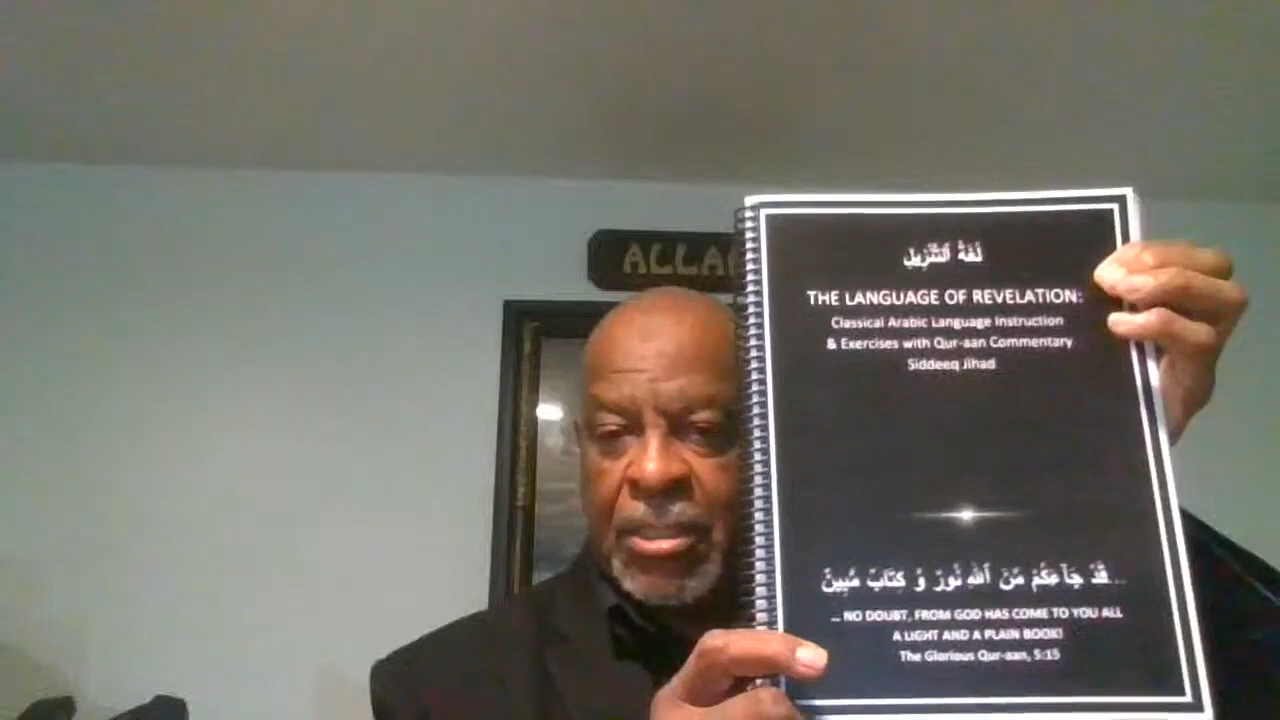 ALLA
لُغَةُ ٱلتَّنْزِيلِ
THE LANGUAGE OF REVELATION:
Classical Arabic Language Instruction
& Exercises with Qur-aan Commentary
Siddeeq Jihad
...قَدْ جَآءَكُمْ مِّنَ ٱللّٰهِ نُورٌ وَّ كِتَابٌ مُّبِينٌ
... NO DOUBT, FROM GOD HAS COME TO YOU ALL
A LIGHT AND A PLAIN BOOK!
The Glorious Qur-aan, 5:15